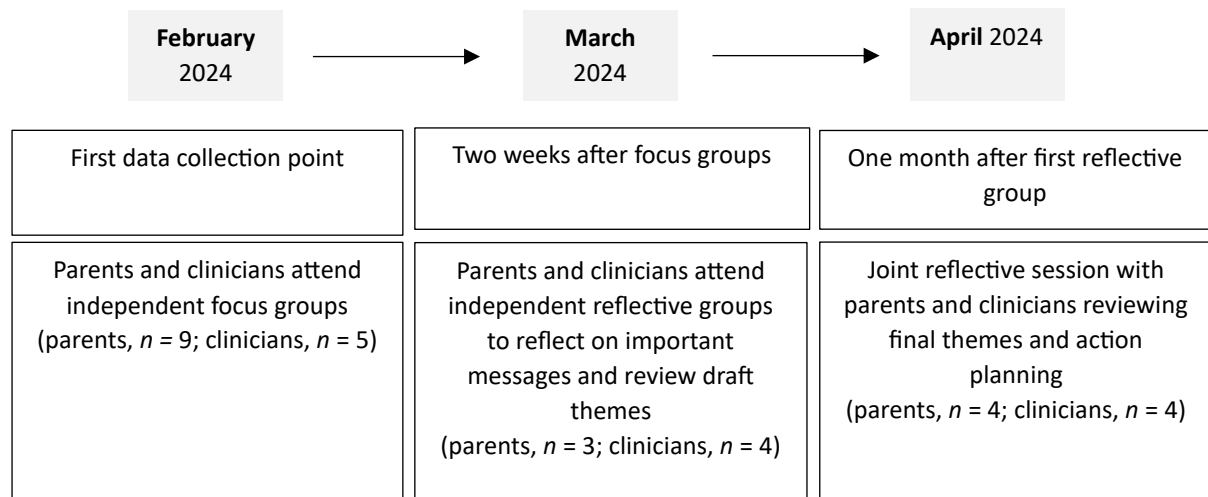 February
2024
March
2024
April 2024
First data collection point
Two weeks after focus groups
One month after first reflective
group
Parents and clinicians attend
independent focus groups
(parents, n = 9; clinicians, n = 5)
Parents and clinicians attend
independent reflective groups
to reflect on important
messages and review draft
themes
(parents, n = 3; clinicians, n = 4)
Joint reflective session with
parents and clinicians reviewing
final themes and action
planning
(parents, n = 4; clinicians, n = 4)